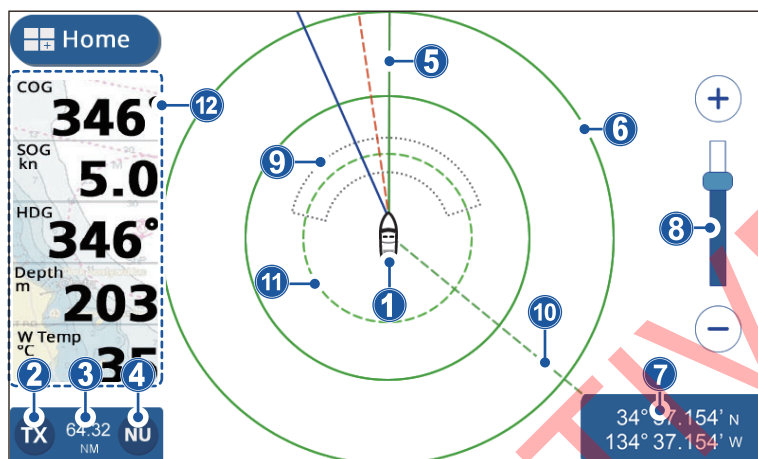 Home
COG
346°
SOG
kn
5.0
HDG
346°
Depth
m
203
W Temp
°C
35
TX
64.32
NM
NU
34° 37.154’ N
134° 37.154’ W
5
6
12
9
8
11
1
10
2
3
4
7